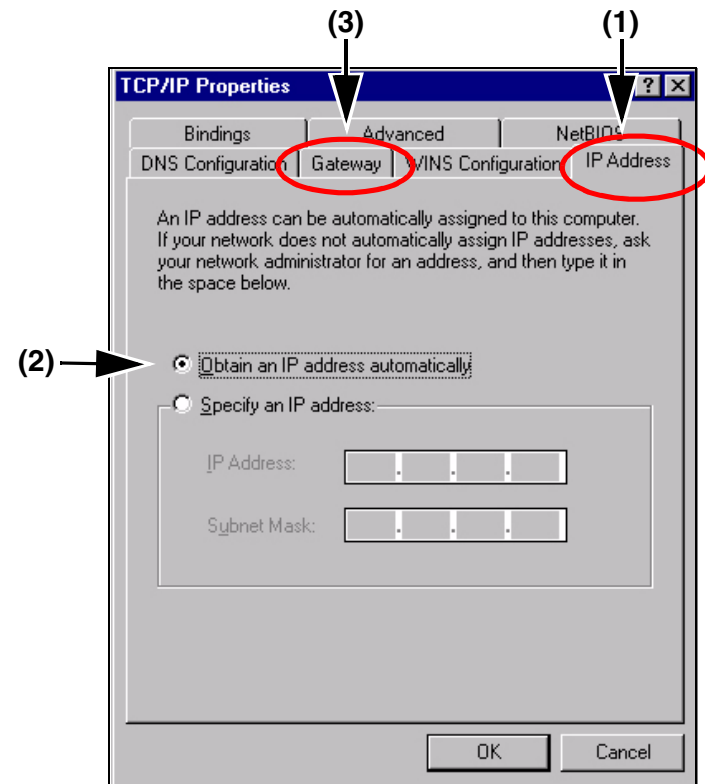 (3) (1)
TCP/IP Properties
Bindings Advanced NetBIOS
DNS Configuration Gateway WINS Configuration IP Address
An IP address can be automatically assigned to this computer.
If your network does not automatically assign IP addresses, ask
your network administrator for an address, and then type it in
the space below.
(2) Obtain an IP address automatically
Specify an IP address:
IP Address:
. . .
Subnet Mask:
. . .
OK Cancel